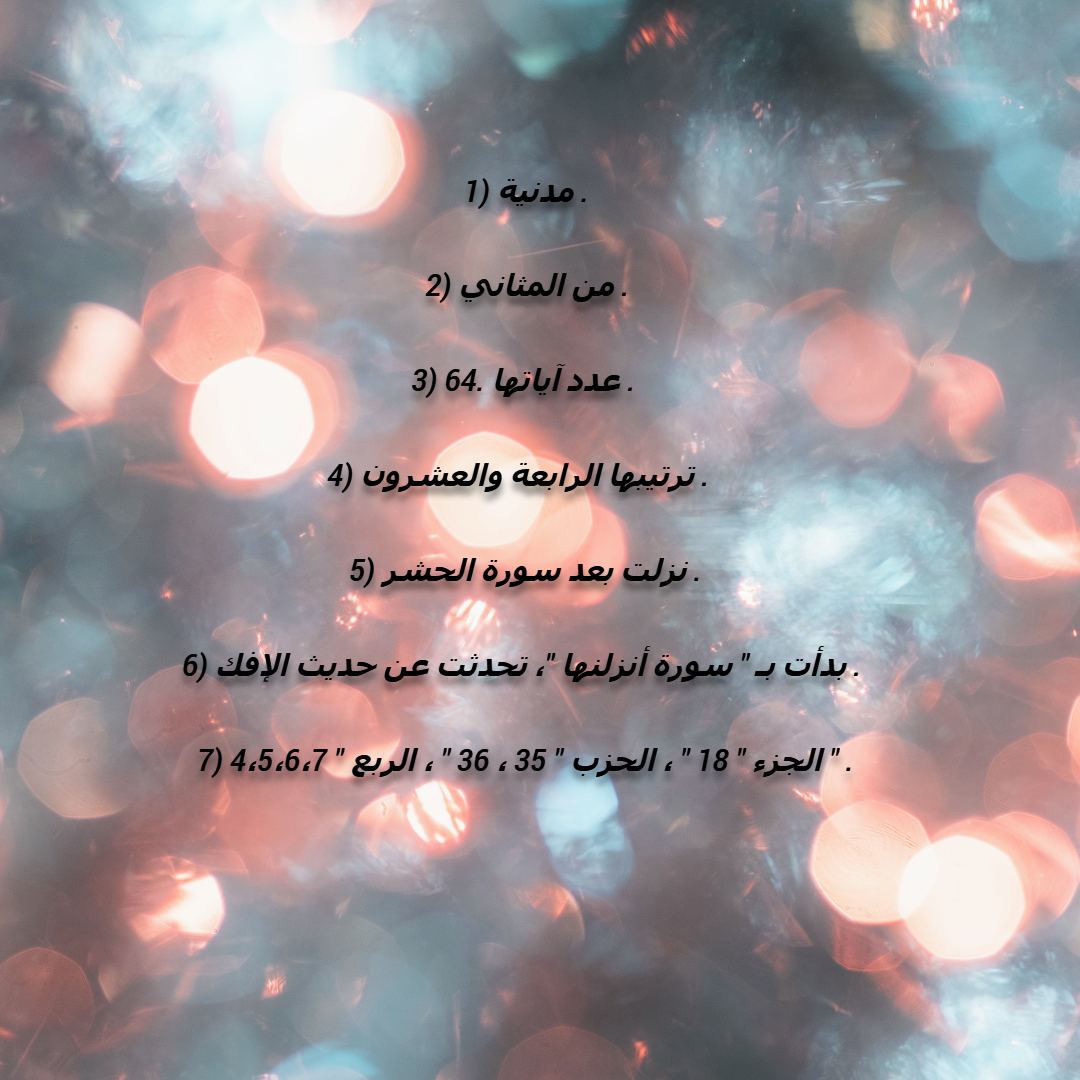 1) مدنية .
2) من المثاني .
3) عدد آياتها .64 .
4) ترتيبها الرابعة والعشرون .
5) نزلت بعد سورة الحشر .
6) بدأت بـ " سورة أنزلنها "، تحدثت عن حديث الإفك .
7) " الجزء " 18 " ، الحزب " 35 ، 36 " ، الربع " 4،5،6،7 .